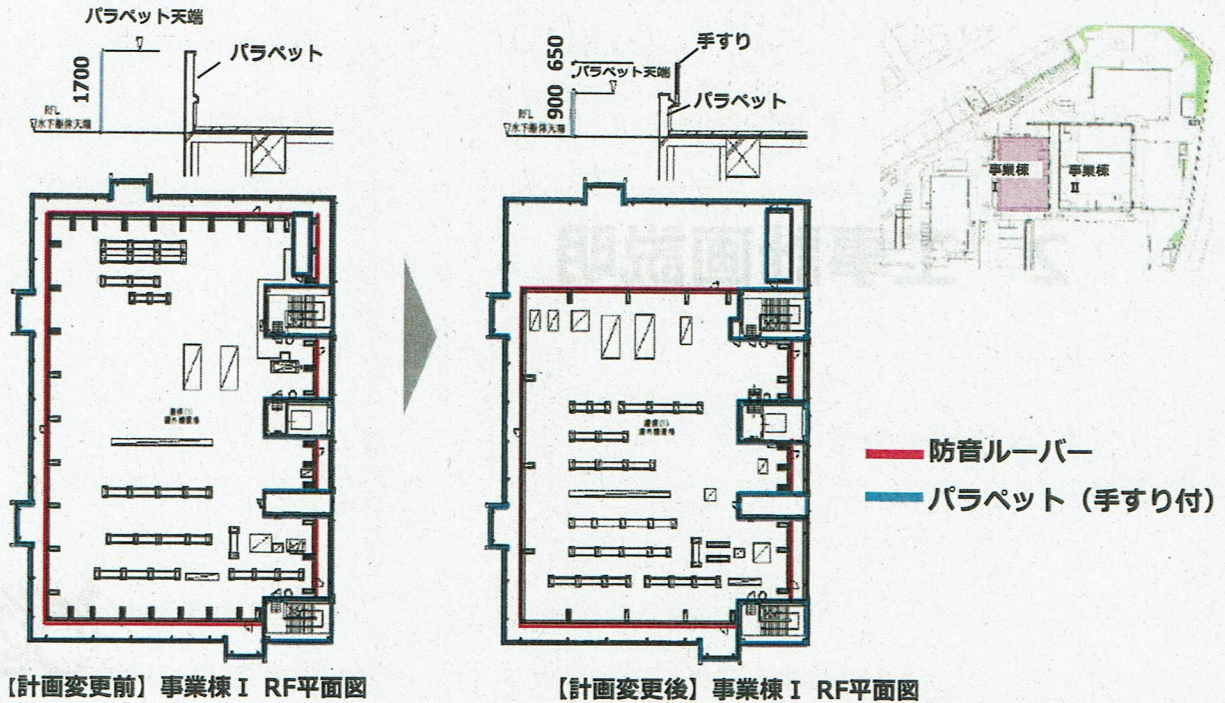 パラペット天端
パラペット
1700
RFL
水下躯体天端
650
手すり
パラペット天端
900
パラペット
RFL
水下躯体天端
事業棟
Ⅰ
事業棟
Ⅱ
防音ルーバー
パラペット（手すり付）
【計画変更前】事業棟Ⅰ RF平面図
【計画変更後】事業棟Ⅰ RF平面図